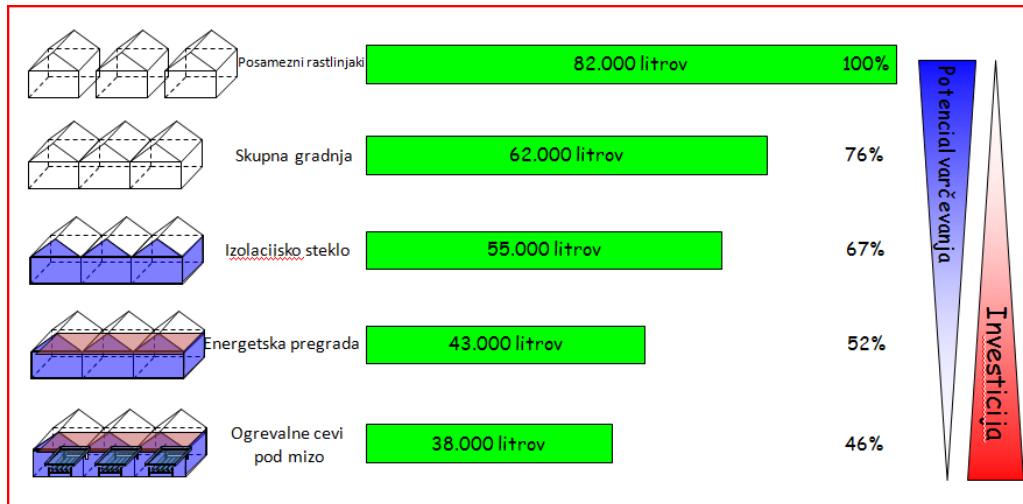 Posamezni rastlinjaki
82.000 litrov
100%
Skupna gradnja
62.000 litrov
76%
Izolacijsko steklo
55.000 litrov
67%
Energetska pregrada
43.000 litrov
52%
Ogrevalne cevi
pod mizo
38.000 litrov
46%
Potencial varčevanja
Investicija